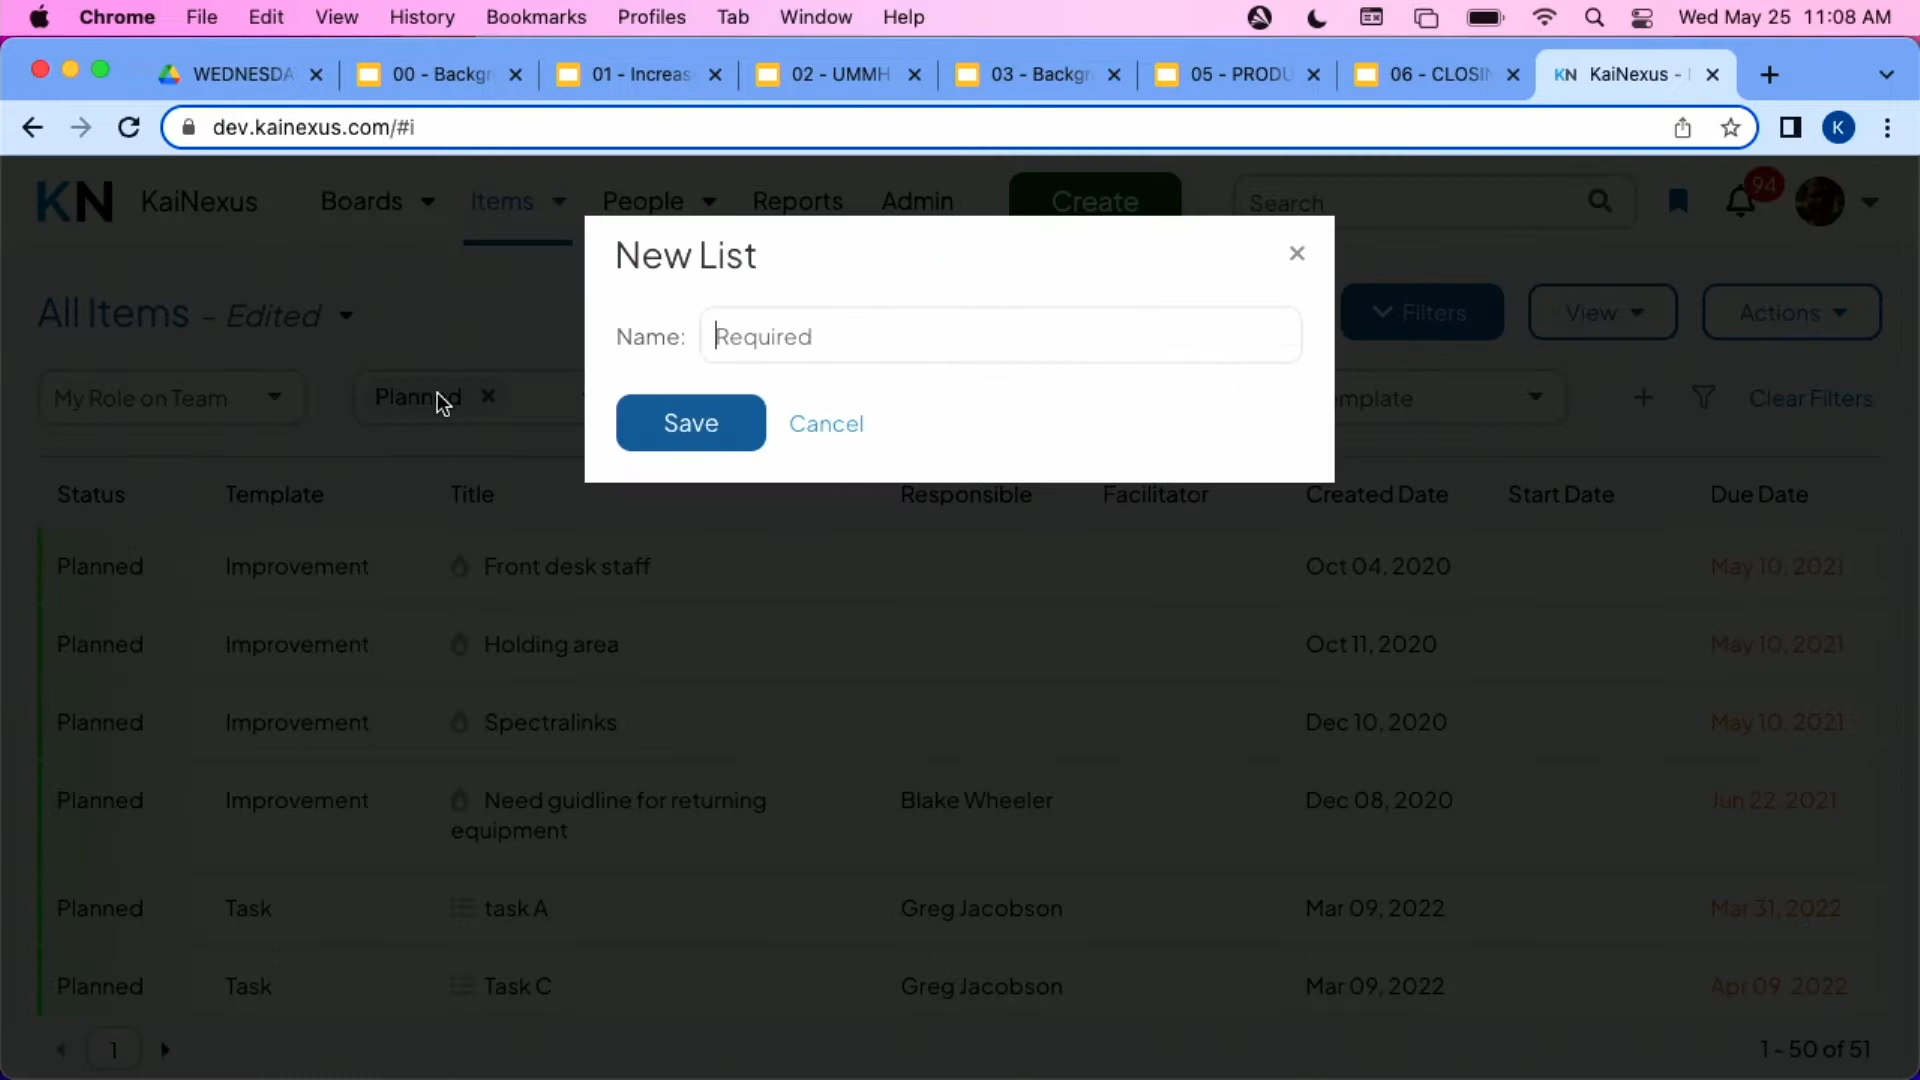 Chrome File Edit View History Bookmarks Profiles Tab Window Help Wed May 25 11:08 AM
WEDNESDA 00 - Backgr 01 - Increas 02 - UMMH 03 - Backgr 05 - PRODU 06 - CLOSIN KN KaiNexus -
dev.kainexus.com/#i K
KN KaiNexus Boards Items People Reports Admin Create Search 94
New List
All Items - Edited Filters View Actions
Name: Required
My Role on Team Planned mplate Clear Filters
Save Cancel
Status Template Title Responsible Facilitator Created Date Start Date Due Date
Planned Improvement Front desk staff Oct 04, 2020 May 10, 2021
Planned Improvement Holding area Oct 11, 2020 May 10, 2021
Planned Improvement Spectralinks Dec 10, 2020 May 10, 2021
Planned Improvement Need guidline for returning Blake Wheeler Dec 08, 2020 Jun 22, 2021
equipment
Planned Task task A Greg Jacobson Mar 09, 2022 Mar 31, 2022
Planned Task Task C Greg Jacobson Mar 09, 2022 Apr 09, 2022
1 1 - 50 of 51